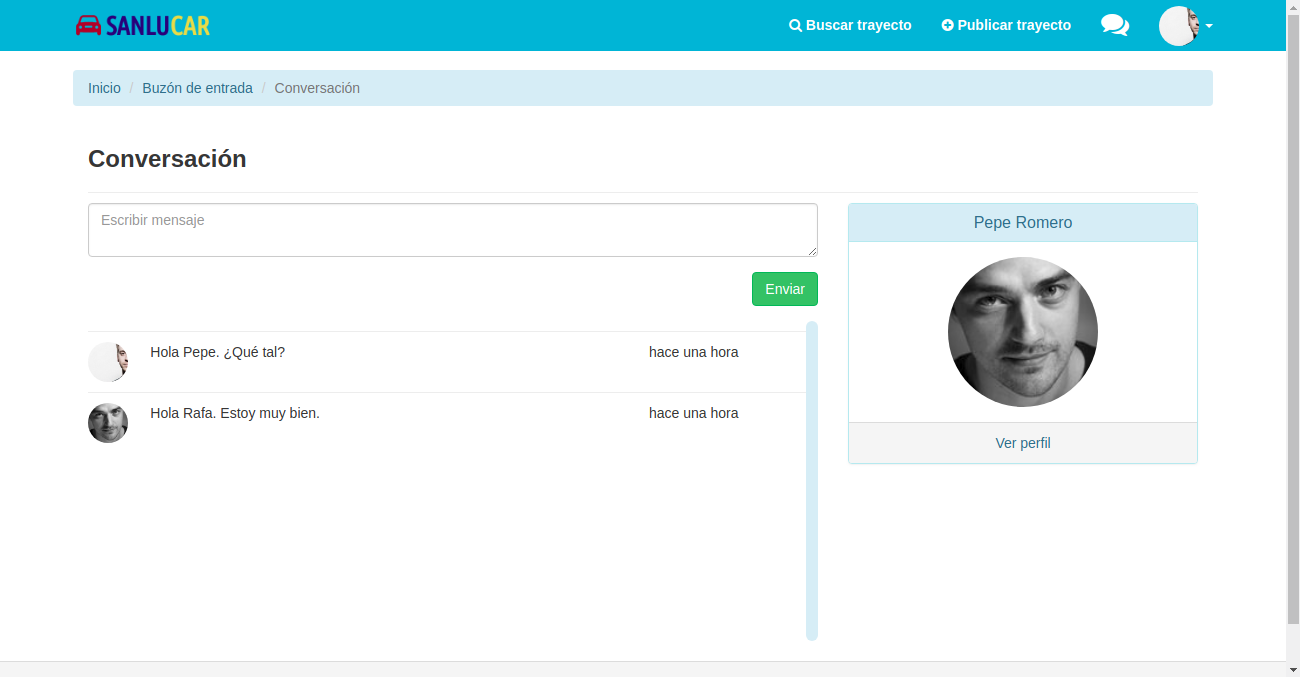 SANLUCAR
Buscar trayecto
Publicar trayecto
Inicio / Buzón de entrada / Conversación
Conversación
Escribir mensaje
Enviar
Hola Pepe. ¿Qué tal? hace una hora
Hola Rafa. Estoy muy bien. hace una hora
Pepe Romero
Ver perfil